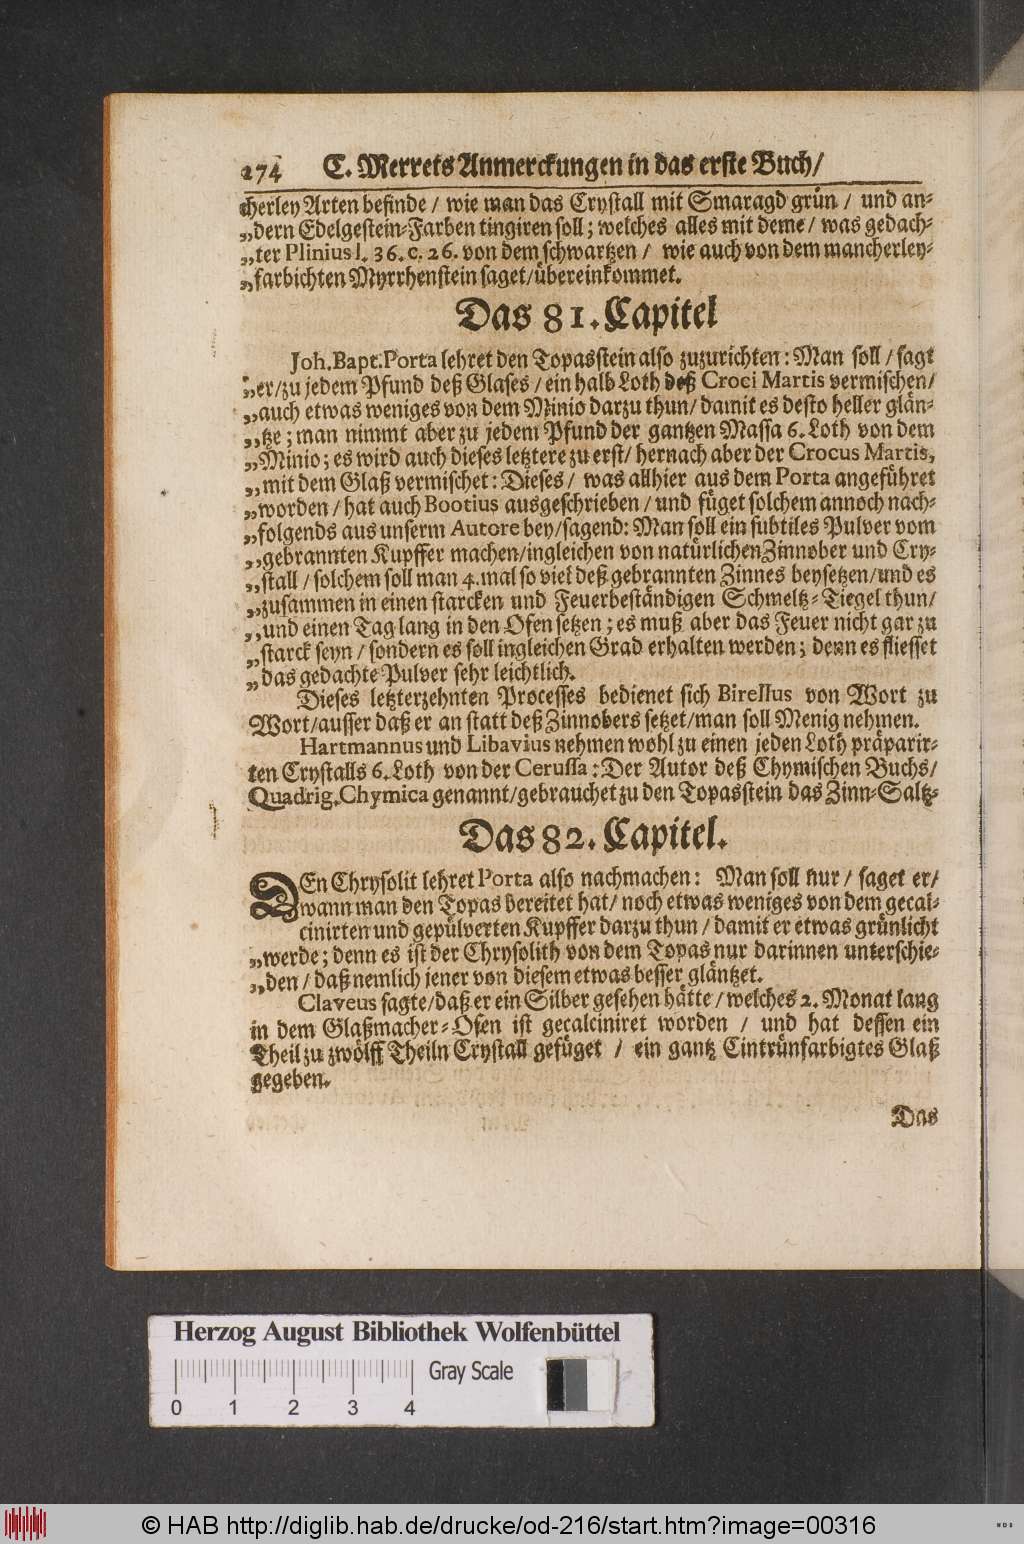 274 C. Merrets Anmerckungen in das erste Buch/
cherley Arten befinde / wie man das Crystall mit Smaragd grün / und an-
„dern Edelgestein-Farben tingiren soll; welches alles mit deme / was gedach-
„ter Plinius l. 36. c. 26. von dem schwartzen / wie auch von dem mancherley-
„farbichten Myrrhenstein saget/übereinkommet.
Das 81. Capitel
Joh. Bapt. Porta lehret den Topasstein also zuzurichten: Man soll / sagt
„er/zu jedem Pfund deß Glases / ein halb Loth deß Croci Martis vermischen/
„auch etwas weniges von dem Minio darzu thun/ damit es desto heller glän-
„tze; man nimmt aber zu jedem Pfund der gantzen Massa 6. Loth von dem
„Minio; es wird auch dieses letztere zu erst/ hernach aber der Crocus Martis,
„mit dem Glaß vermischet: Dieses / was allhier aus dem Porta angeführet
„worden / hat auch Bootius ausgeschrieben / und füget solchem annoch nach-
„folgends aus unserm Autore bey/sagend: Man soll ein subtiles Pulver vom
„gebrannten Kupffer machen/ingleichen von natürlichen Zinnober und Cry-
„stall / solchem soll man 4. mal so viel deß gebrannten Zinnes beysetzen/und es
„zusammen in einen starcken und Feuerbeständigen Schmeltz-Tiegel thun/
„und einen Tag lang in den Ofen setzen; es muß aber das Feuer nicht gar zu
„starck seyn / sondern es soll in gleichen Grad erhalten werden; denn es fliesset
„das gedachte Pulver sehr leichtlich.
Dieses letzterzehnten Processes bedienet sich Birellus von Wort zu
Wort/ausser daß er an statt deß Zinnobers setzet/man soll Menig nehmen.
Hartmannus und Libavius nehmen wohl zu einen jeden Loth präparir-
ten Crystalls 6. Loth von der Cerussa: Der Autor deß Chymischen Buchs/
Quadrig. Chymica genannt/gebrauchet zu den Topasstein das Zinn-Saltz-
Das 82. Capitel.
DEn Chrysolit lehret Porta also nachmachen: Man soll nur / saget er/
wann man den Topas bereitet hat/ noch etwas weniges von dem gecal-
cinirten und gepülverten Kupffer darzu thun / damit er etwas grünlicht
„werde; denn es ist der Chrysolith von dem Topas nur darinnen unterschie-
„den / daß nemlich jener von diesem etwas besser gläntzet.
Claveus sagte/daß er ein Silber gesehen hätte / welches 2. Monat lang
in dem Glaßmacher-Ofen ist gecalciniret worden / und hat dessen ein
Theil zu zwölff Theiln Crystall gefüget / ein gantz Cintrünfarbigtes Glaß
gegeben.
Das
Herzog August Bibliothek Wolfenbüttel
Gray Scale
0 1 2 3 4
© HAB http://diglib.hab.de/drucke/od-216/start.htm?image=00316